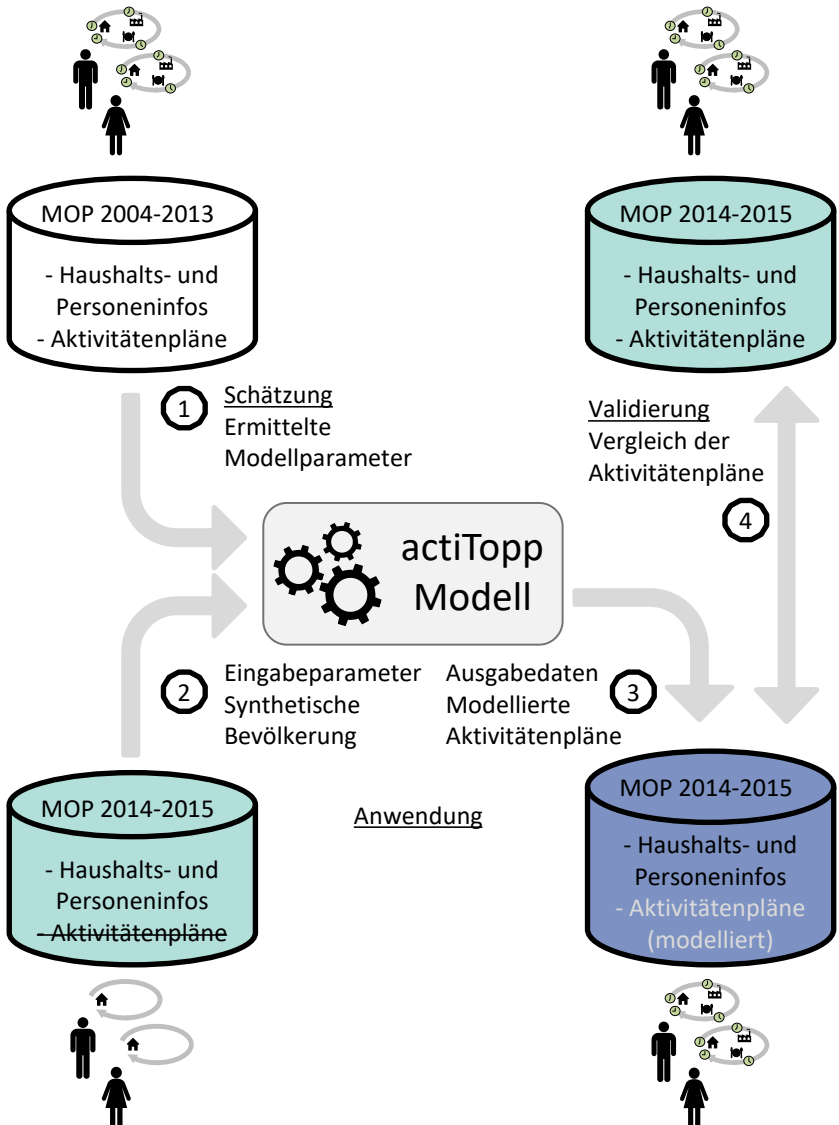 MOP 2004-2013
- Haushalts- und
Personeninfos
- Aktivitätenpläne
MOP 2014-2015
- Haushalts- und
Personeninfos
- Aktivitätenpläne
1
Schätzung
Ermittelte
Modellparameter
Validierung
Vergleich der
Aktivitätenpläne
4
actiTopp
Modell
2
Eingabeparameter
Synthetische
Bevölkerung
Ausgabedaten
Modellierte
Aktivitätenpläne
3
MOP 2014-2015
- Haushalts- und
Personeninfos
- Aktivitätenpläne
Anwendung
MOP 2014-2015
- Haushalts- und
Personeninfos
- Aktivitätenpläne
(modelliert)